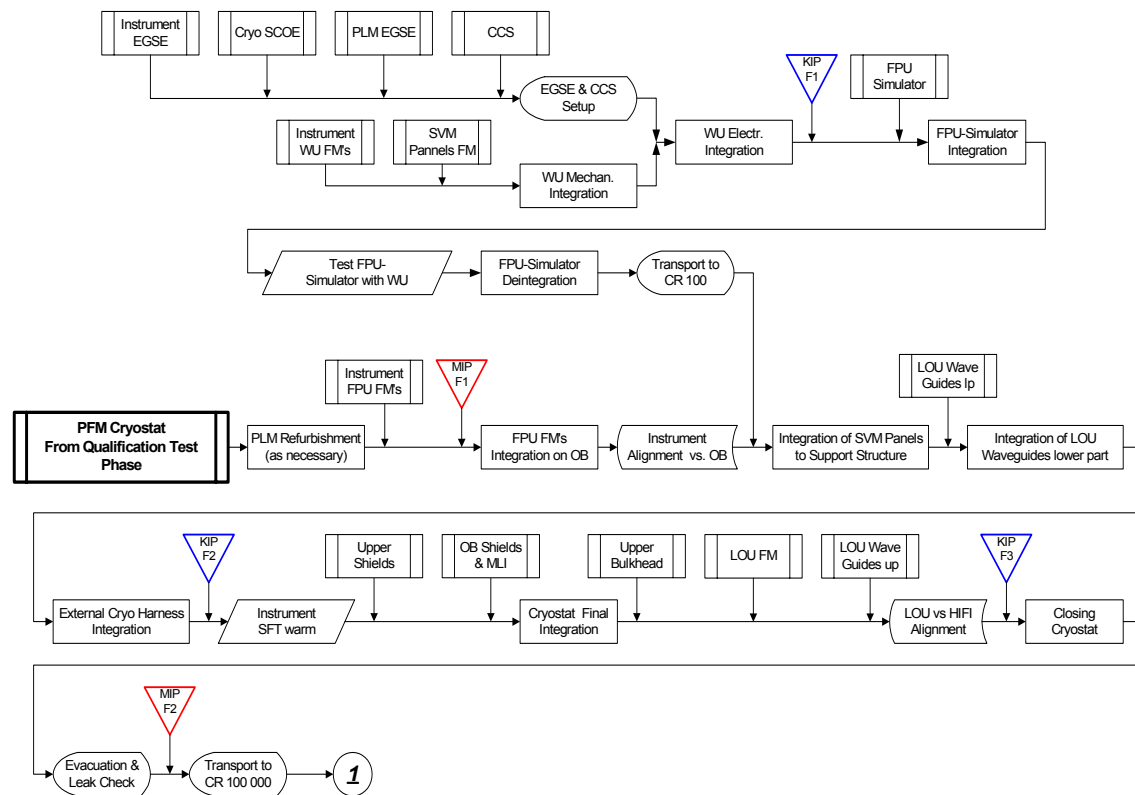 Instrument
EGSE
Cryo SCOE
PLM EGSE
CCS
KIP
F1
FPU
Simulator
EGSE & CCS
Setup
Instrument
WU FM's
SVM
Pannels FM
WU Electr.
Integration
FPU-Simulator
Integration
WU Mechan.
Integration
Test FPU-
Simulator with WU
FPU-Simulator
Deintegration
Transport to
CR 100
Instrument
FPU FM's
MIP
F1
LOU Wave
Guides lp
PFM Cryostat
From Qualification Test
Phase
PLM Refurbishment
(as necessary)
FPU FM's
Integration on OB
Instrument
Alignment vs. OB
Integration of SVM Panels
to Support Structure
Integration of LOU
Waveguides lower part
KIP
F2
Upper
Shields
OB Shields
& MLI
Upper
Bulkhead
LOU FM
LOU Wave
Guides up
KIP
F3
External Cryo Harness
Integration
Instrument
SFT warm
Cryostat Final
Integration
LOU vs HIFI
Alignment
Closing
Cryostat
MIP
F2
Evacuation &
Leak Check
Transport to
CR 100 000
1